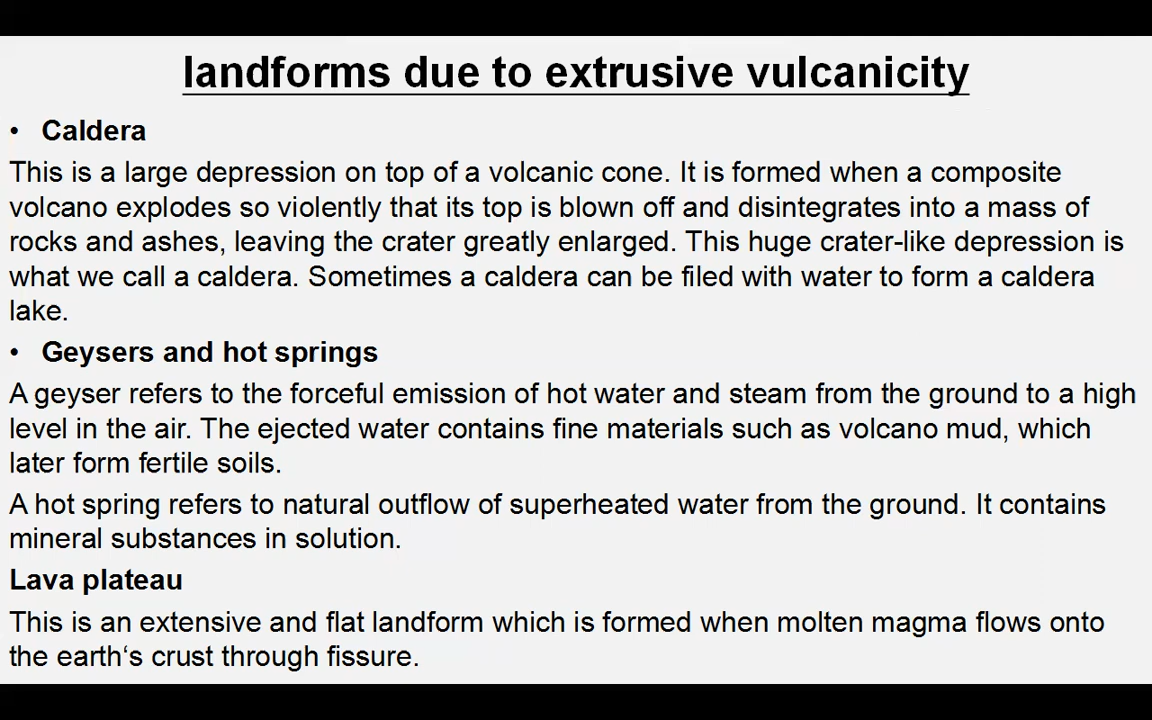 landforms due to extrusive vulcanicity
• Caldera
This is a large depression on top of a volcanic cone. It is formed when a composite
volcano explodes so violently that its top is blown off and disintegrates into a mass of
rocks and ashes, leaving the crater greatly enlarged. This huge crater-like depression is
what we call a caldera. Sometimes a caldera can be filed with water to form a caldera
lake.
• Geysers and hot springs
A geyser refers to the forceful emission of hot water and steam from the ground to a high
level in the air. The ejected water contains fine materials such as volcano mud, which
later form fertile soils.
A hot spring refers to natural outflow of superheated water from the ground. It contains
mineral substances in solution.
Lava plateau
This is an extensive and flat landform which is formed when molten magma flows onto
the earth‘s crust through fissure.